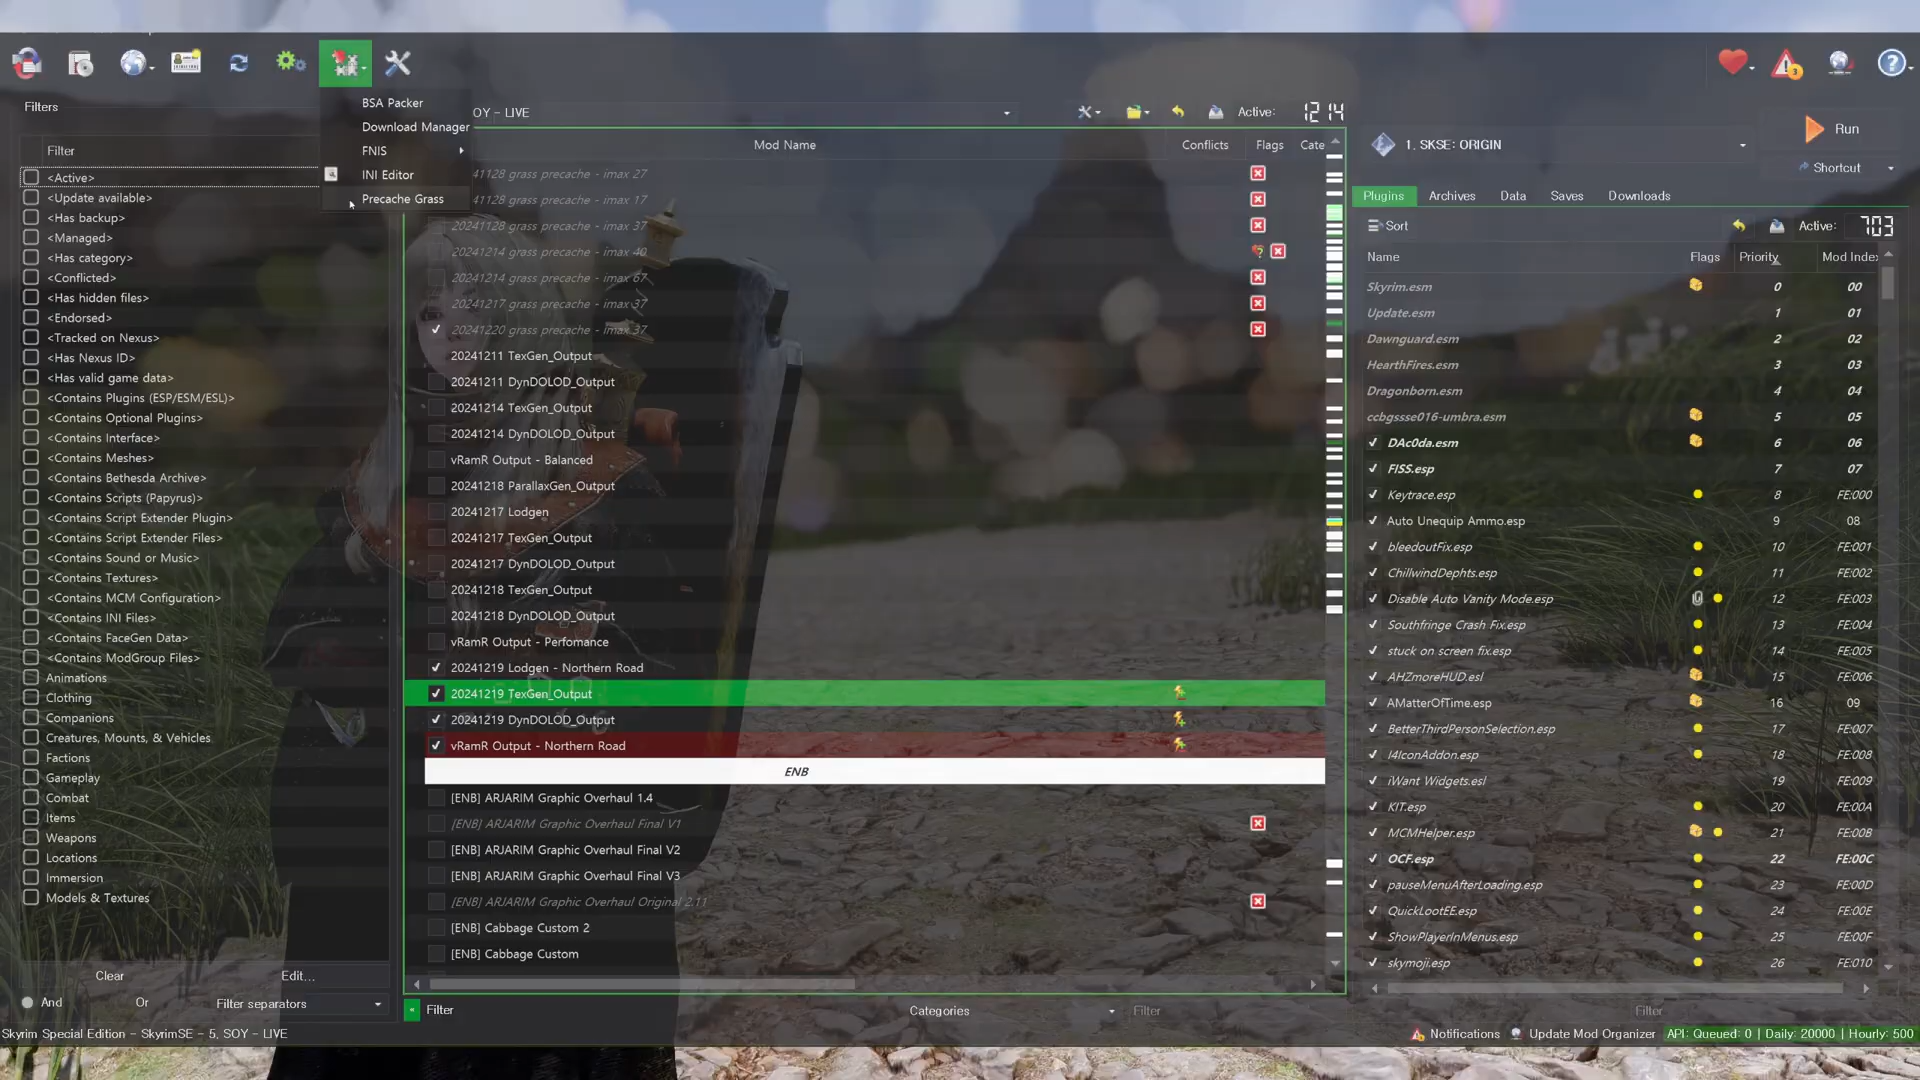 BSA Packer
Download Manager
FNIS
INI Editor
Precache Grass
Filters
Filter
<Active>
<Update available>
<Has backup>
<Managed>
<Has category>
<Conflicted>
<Has hidden files>
<Endorsed>
<Tracked on Nexus>
<Has Nexus ID>
<Has valid game data>
<Contains Plugins (ESP/ESM/ESL)>
<Contains Optional Plugins>
<Contains Interface>
<Contains Meshes>
<Contains Bethesda Archive>
<Contains Scripts (Papyrus)>
<Contains Script Extender Plugin>
<Contains Script Extender Files>
<Contains Sound or Music>
<Contains Textures>
<Contains MCM Configuration>
<Contains INI Files>
<Contains FaceGen Data>
<Contains ModGroup Files>
Animations
Clothing
Companions
Creatures, Mounts, & Vehicles
Factions
Gameplay
Combat
Items
Weapons
Locations
Immersion
Models & Textures
Clear Edit...
And Or Filter separators
OY - LIVE Active: 1214
Mod Name Conflicts Flags Cate
41128 grass precache - imax 27
41128 grass precache - imax 17
20241128 grass precache - imax 37
20241214 grass precache - imax 40
20241214 grass precache - imax 67
20241217 grass precache - imax 37
20241220 grass precache - imax 37
20241211 TexGen_Output
20241211 DynDOLOD_Output
20241214 TexGen_Output
20241214 DynDOLOD_Output
vRamR Output - Balanced
20241218 ParallaxGen_Output
20241217 Lodgen
20241217 TexGen_Output
20241217 DynDOLOD_Output
20241218 TexGen_Output
20241218 DynDOLOD_Output
vRamR Output - Perfomance
20241219 Lodgen - Northern Road
20241219 TexGen_Output
20241219 DynDOLOD_Output
vRamR Output - Northern Road
ENB
[ENB] ARJARIM Graphic Overhaul 1.4
[ENB] ARJARIM Graphic Overhaul Final V1
[ENB] ARJARIM Graphic Overhaul Final V2
[ENB] ARJARIM Graphic Overhaul Final V3
[ENB] ARJARIM Graphic Overhaul Original 2.11
[ENB] Cabbage Custom 2
[ENB] Cabbage Custom
Filter Categories Filter
3
1. SKSE: ORIGIN
Run
Shortcut
Plugins Archives Data Saves Downloads
Sort Active: 703
Name Flags Priority Mod Index
Skyrim.esm 0 00
Update.esm 1 01
Dawnguard.esm 2 02
HearthFires.esm 3 03
Dragonborn.esm 4 04
ccbgssse016-umbra.esm 5 05
DAc0da.esm 6 06
FISS.esp 7 07
Keytrace.esp 8 FE:000
Auto Unequip Ammo.esp 9 08
bleedoutFix.esp 10 FE:001
ChillwindDephts.esp 11 FE:002
Disable Auto Vanity Mode.esp 12 FE:003
Southfringe Crash Fix.esp 13 FE:004
stuck on screen fix.esp 14 FE:005
AHZmoreHUD.esl 15 FE:006
AMatterOfTime.esp 16 09
BetterThirdPersonSelection.esp 17 FE:007
I4IconAddon.esp 18 FE:008
iWant Widgets.esl 19 FE:009
KIT.esp 20 FE:00A
MCMHelper.esp 21 FE:00B
OCF.esp 22 FE:00C
pauseMenuAfterLoading.esp 23 FE:00D
QuickLootEE.esp 24 FE:00E
ShowPlayerInMenus.esp 25 FE:00F
skymoji.esp 26 FE:010
Filter
Skyrim Special Edition - SkyrimSE - 5, SOY - LIVE Notifications Update Mod Organizer API: Queued: 0 | Daily: 20000 | Hourly: 500